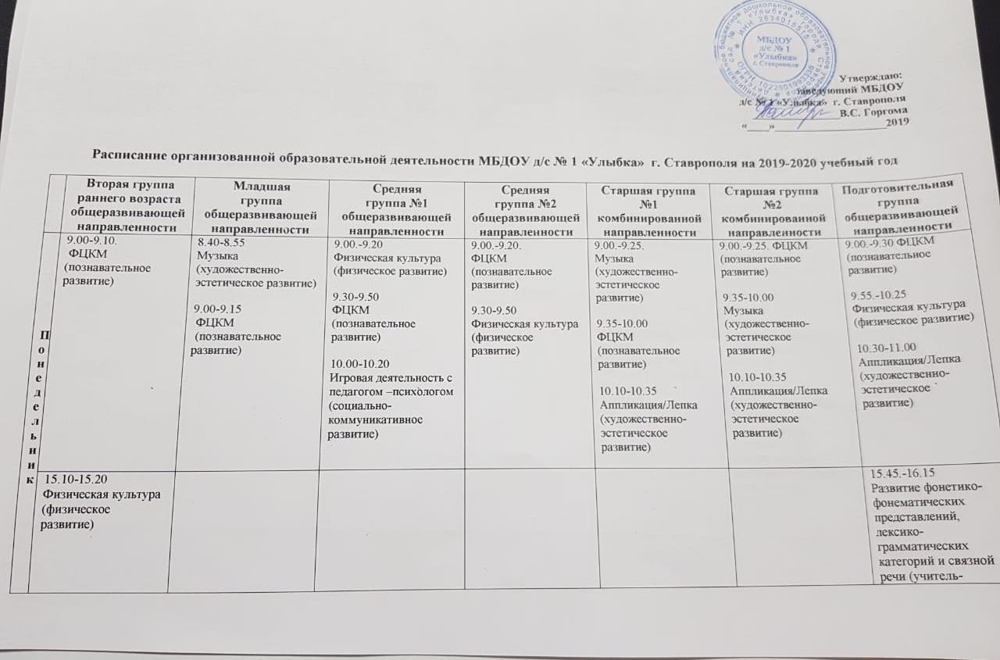 МБДОУ
д/с № 1
«Улыбка»
г. Ставрополя
Утверждаю:
заведующий МБДОУ
д/с № 1 «Улыбка» г. Ставрополя
В.С. Горгома
«____»____________________2019
Расписание организованной образовательной деятельности МБДОУ д/с № 1 «Улыбка» г. Ставрополя на 2019-2020 учебный год
Вторая группа
раннего возраста
общеразвивающей
направленности
Младшая
группа
общеразвивающей
направленности
Средняя
группа №1
общеразвивающей
направленности
Средняя
группа №2
общеразвивающей
направленности
Старшая группа
№1
комбинированной
направленности
Старшая группа
№2
комбинированной
направленности
Подготовительная
группа
общеразвивающей
направленности
Понедельник
9.00-9.10.
ФЦКМ
(познавательное
развитие)
8.40-8.55
Музыка
(художественно-
эстетическое развитие)
9.00-9.15
ФЦКМ
(познавательное
развитие)
9.00.-9.20
Физическая культура
(физическое развитие)
9.30-9.50
ФЦКМ
(познавательное
развитие)
10.00-10.20
Игровая деятельность с
педагогом –психологом
(социально-
коммуникативное
развитие)
9.00.-9.20.
ФЦКМ
(познавательное
развитие)
9.30-9.50
Физическая культура
(физическое
развитие)
9.00.-9.25.
Музыка
(художественно-
эстетическое
развитие)
9.35-10.00
ФЦКМ
(познавательное
развитие)
10.10-10.35
Аппликация/Лепка
(художественно-
эстетическое
развитие)
9.00.-9.25. ФЦКМ
(познавательное
развитие)
9.35-10.00
Музыка
(художественно-
эстетическое
развитие)
10.10-10.35
Аппликация/Лепка
(художественно-
эстетическое
развитие)
9.00.-9.30 ФЦКМ
(познавательное
развитие)
9.55.-10.25
Физическая культура
(физическое развитие)
10.30-11.00
Аппликация/Лепка
(художественно-
эстетическое
развитие)
15.10-15.20
Физическая культура
(физическое
развитие)
15.45.-16.15
Развитие фонетико-
фонематических
представлений,
лексико-
грамматических
категорий и связной
речи (учитель-